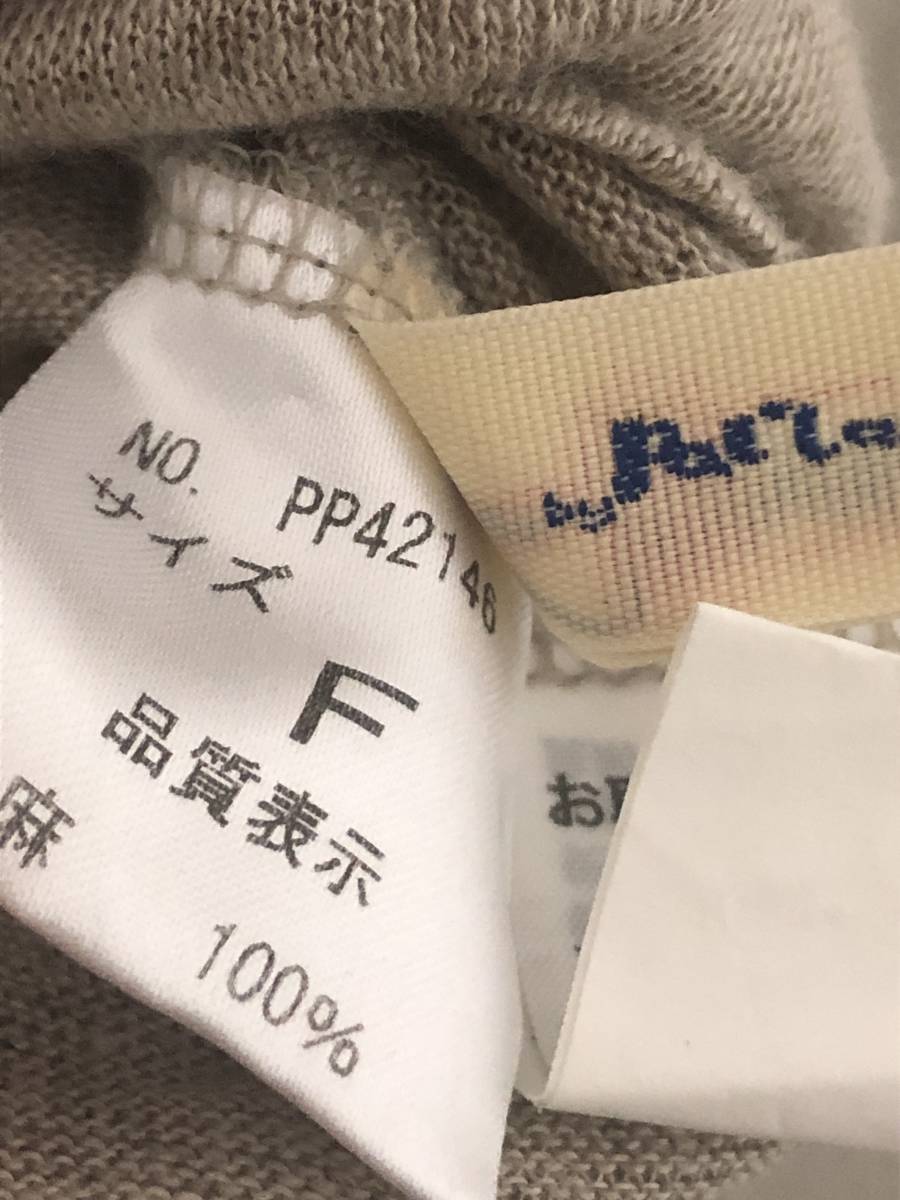 NO. PP42146
サイズ
F
品質表示
麻 100%
お